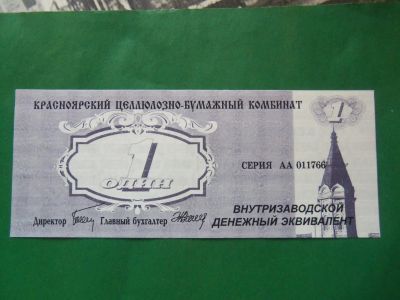 КРАСНОЯРСКИЙ ЦЕЛЛЮЛОЗНО-БУМАЖНЫЙ КОМБИНАТ
1
1
ОДИН
СЕРИЯ АА 011766
Директор Главный бухгалтер
ВНУТРИЗАВОДСКОЙ
ДЕНЕЖНЫЙ ЭКВИВАЛЕНТ